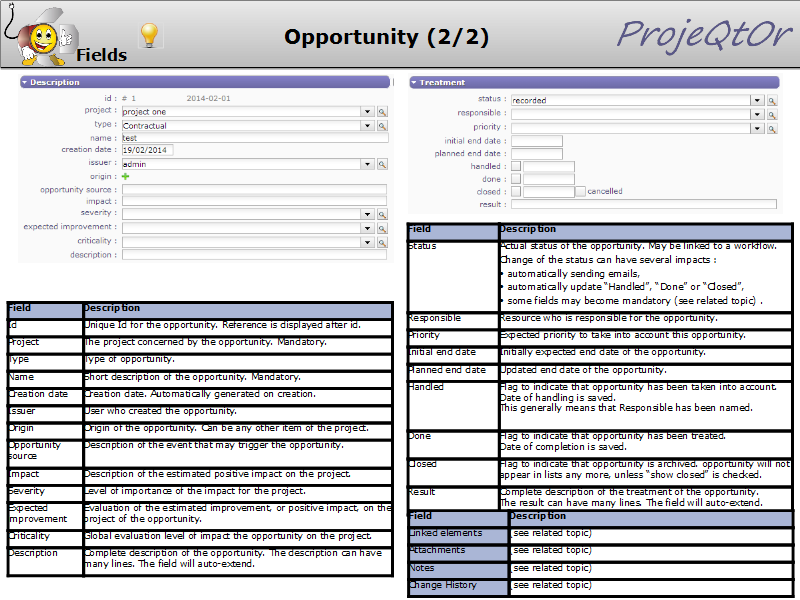 Fields
Opportunity (2/2)
ProjeQtOr
Description
id : # 1 2014-02-01
project : project one
type : Contractual
name : test
creation date : 19/02/2014
issuer : admin
origin :
opportunity source :
impact :
severity :
expected improvement :
criticality :
description :
Treatment
status : recorded
responsible :
priority :
initial end date :
planned end date :
handled :
done :
closed : cancelled
result :
Field Description
Id Unique Id for the opportunity. Reference is displayed after id.
Project The project concerned by the opportunity. Mandatory.
Type Type of opportunity.
Name Short description of the opportunity. Mandatory.
Creation date Creation date. Automatically generated on creation.
Issuer User who created the opportunity.
Origin Origin of the opportunity. Can be any other item of the project.
Opportunity source Description of the event that may trigger the opportunity.
Impact Description of the estimated positive impact on the project.
Severity Level of importance of the impact for the project.
Expected improvement Evaluation of the estimated improvement, or positive impact, on the
project of the opportunity.
Criticality Global evaluation level of impact the opportunity on the project.
Description Complete description of the opportunity. The description can have
many lines. The field will auto-extend.
Field Description
Status Actual status of the opportunity. May be linked to a workflow.
Change of the status can have several impacts :
• automatically sending emails,
• automatically update “Handled”, “Done” or “Closed”,
• some fields may become mandatory (see related topic) .
Responsible Resource who is responsible for the opportunity.
Priority Expected priority to take into account this opportunity.
Initial end date Initially expected end date of the opportunity.
Planned end date Updated end date of the opportunity.
Handled Flag to indicate that opportunity has been taken into account.
Date of handling is saved.
This generally means that Responsible has been named.
Done Flag to indicate that opportunity has been treated.
Date of completion is saved.
Closed Flag to indicate that opportunity is archived. opportunity will not
appear in lists any more, unless “show closed” is checked.
Result Complete description of the treatment of the opportunity.
The result can have many lines. The field will auto-extend.
Field Description
Linked elements (see related topic)
Attachments (see related topic)
Notes (see related topic)
Change History (see related topic)